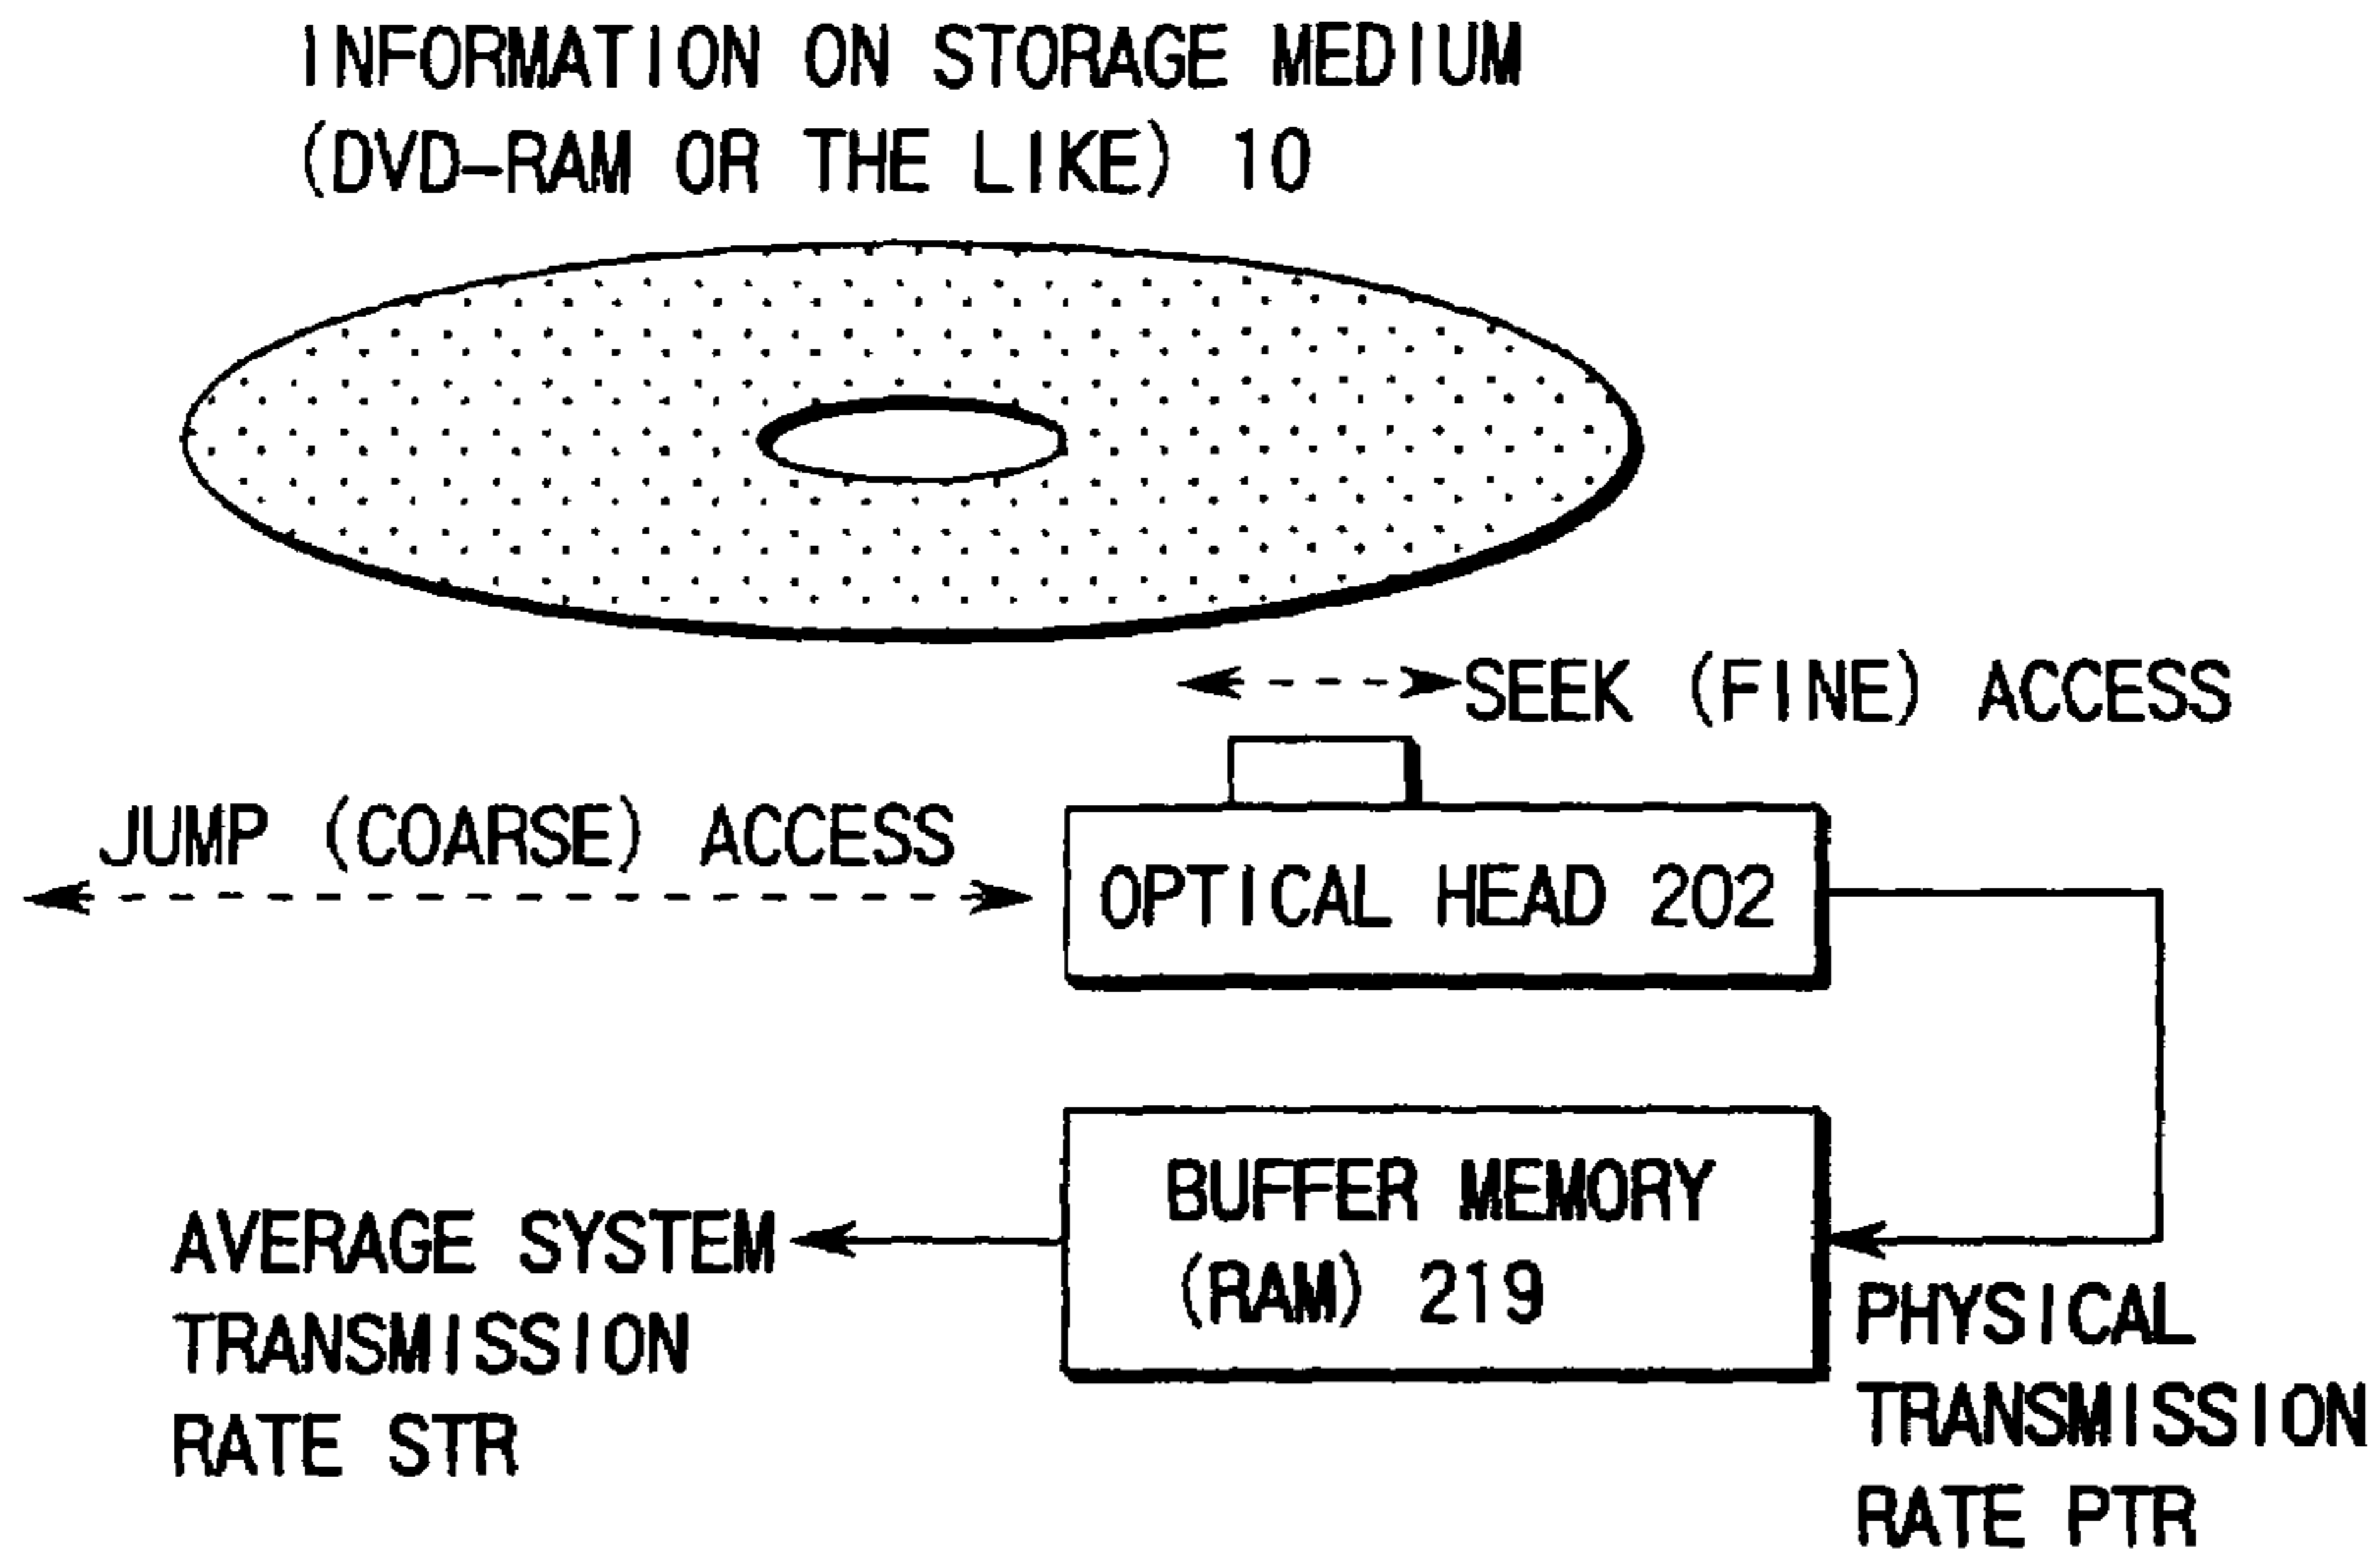 INFORMATION ON STORAGE MEDIUM
(DVD-RAM OR THE LIKE) 10
SEEK (FINE) ACCESS
JUMP (COARSE) ACCESS
OPTICAL HEAD 202
BUFFER MEMORY
(RAM) 219
AVERAGE SYSTEM
TRANSMISSION
RATE STR
PHYSICAL
TRANSMISSION
RATE PTR